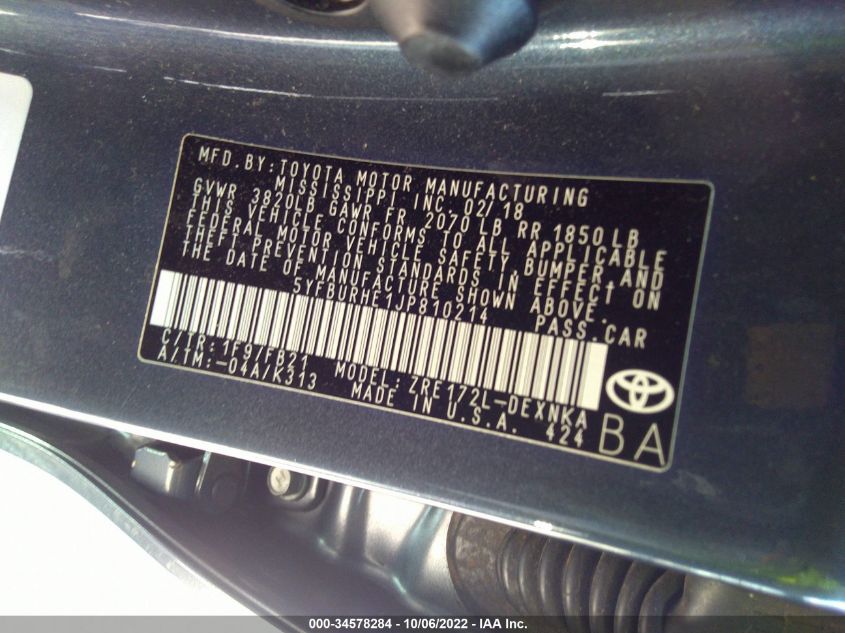 MFD.BY:TOYOTA MOTOR MANUFACTURING
MISSISSIPPI INC. 02/18
GVWR 3820LB GAWR FR 2070 LB RR 1850 LB
THIS VEHICLE CONFORMS TO ALL APPLICABLE
FEDERAL MOTOR VEHICLE SAFETY,BUMPER,AND
THEFT PREVENTION STANDARDS IN EFFECT ON
THE DATE OF MANUFACTURE SHOWN ABOVE.
5YFBURHE1JP810214 PASS.CAR
C/TR:1F9/FB21 MODEL:ZRE172L-DEXNKA
A/TM:-04A/K313 MADE IN U.S.A. 424
BA
000-34578284 - 10/06/2022 - IAA Inc.